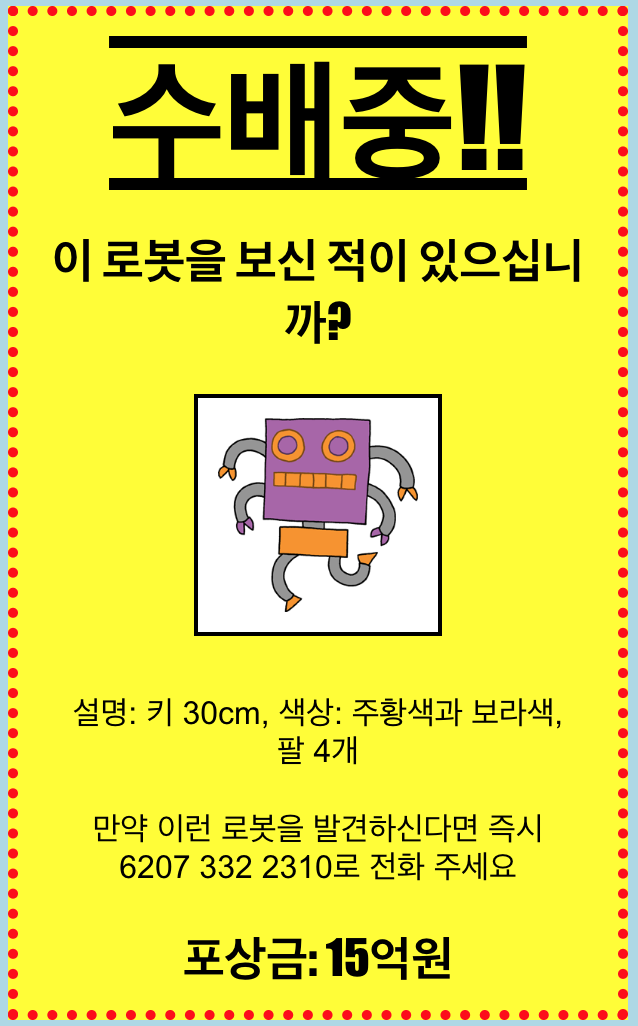 수배중!!
이 로봇을 보신 적이 있으십니
까?
설명: 키 30cm, 색상: 주황색과 보라색,
팔 4개
만약 이런 로봇을 발견하신다면 즉시
6207 332 2310로 전화 주세요
포상금: 15억원